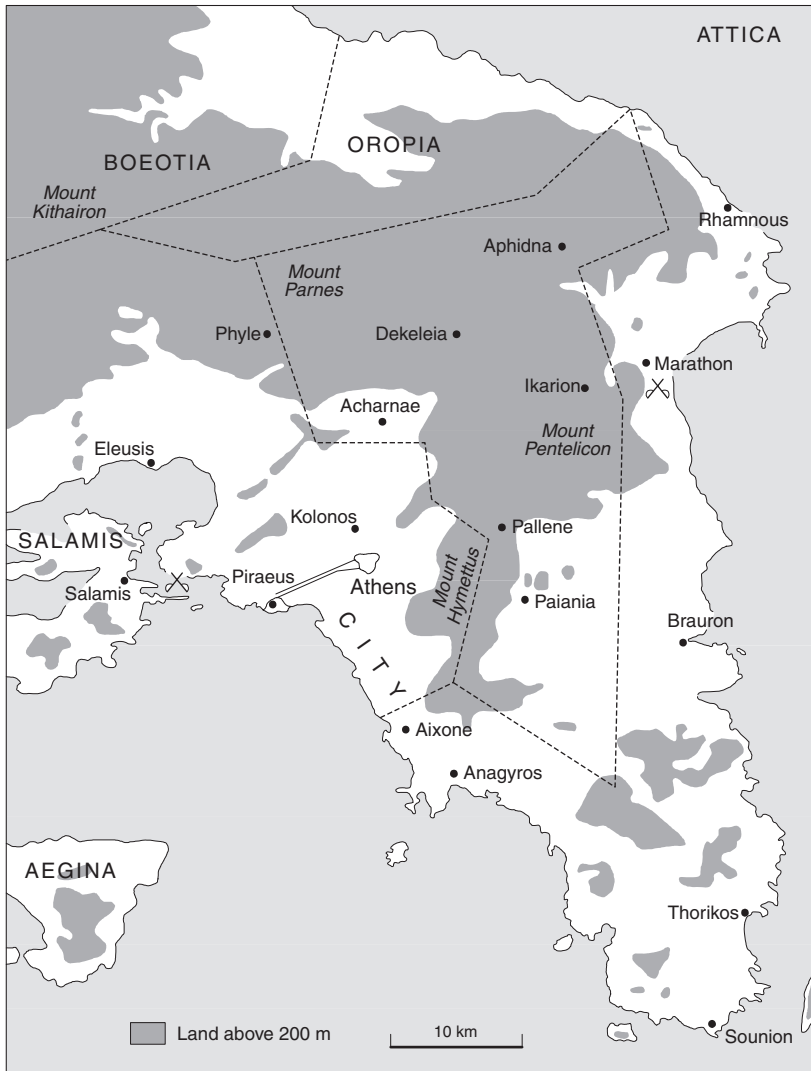 ATTICA
OROPIA
BOEOTIA
Mount
Kithairon
Rhamnous
Aphidna
Mount
Parnes
Phyle
Dekeleia
Marathon
Ikarion
Acharnae
Mount
Pentelicon
Eleusis
Kolonos
Pallene
SALAMIS
Piraeus
Athens
Mount
Hymettus
Salamis
Paiania
CITY
Brauron
Aixone
Anagyros
AEGINA
Thorikos
Land above 200 m
10 km
Sounion